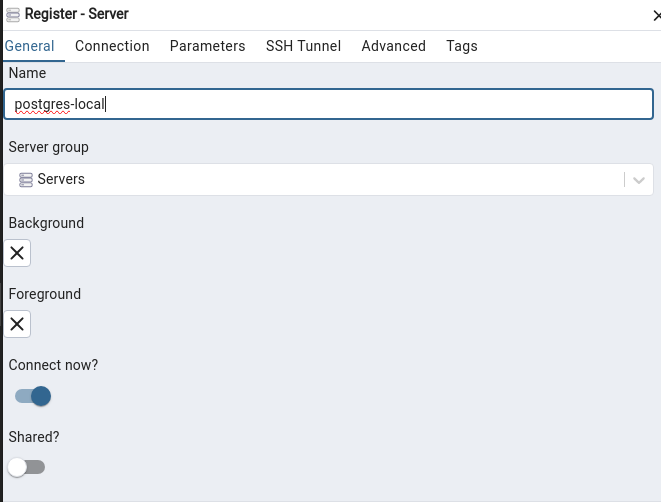 Register - Server
General Connection Parameters SSH Tunnel Advanced Tags
Name
postgres-local
Server group
Servers
Background
Foreground
Connect now?
Shared?